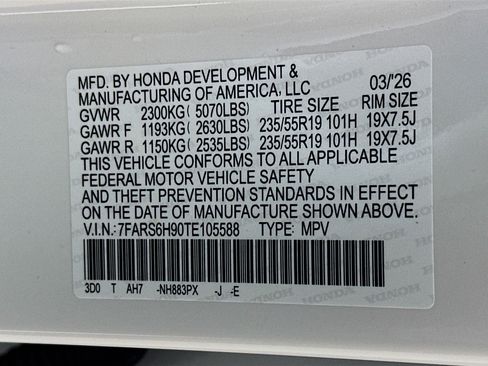 MFD. BY HONDA DEVELOPMENT & 03/'26
MANUFACTURING OF AMERICA, LLC
GVWR 2300KG( 5070LBS) TIRE SIZE RIM SIZE
GAWR F 1193KG( 2630LBS) 235/55R19 101H 19X7.5J
GAWR R 1150KG( 2535LBS) 235/55R19 101H 19X7.5J
THIS VEHICLE CONFORMS TO ALL APPLICABLE
FEDERAL MOTOR VEHICLE SAFETY
AND THEFT PREVENTION STANDARDS IN EFFECT
ON THE DATE OF MANUFACTURE SHOWN ABOVE.
V.I.N.: 7FARS6H90TE105588 TYPE: MPV
3D0 T AH7 -NH883PX -J -E